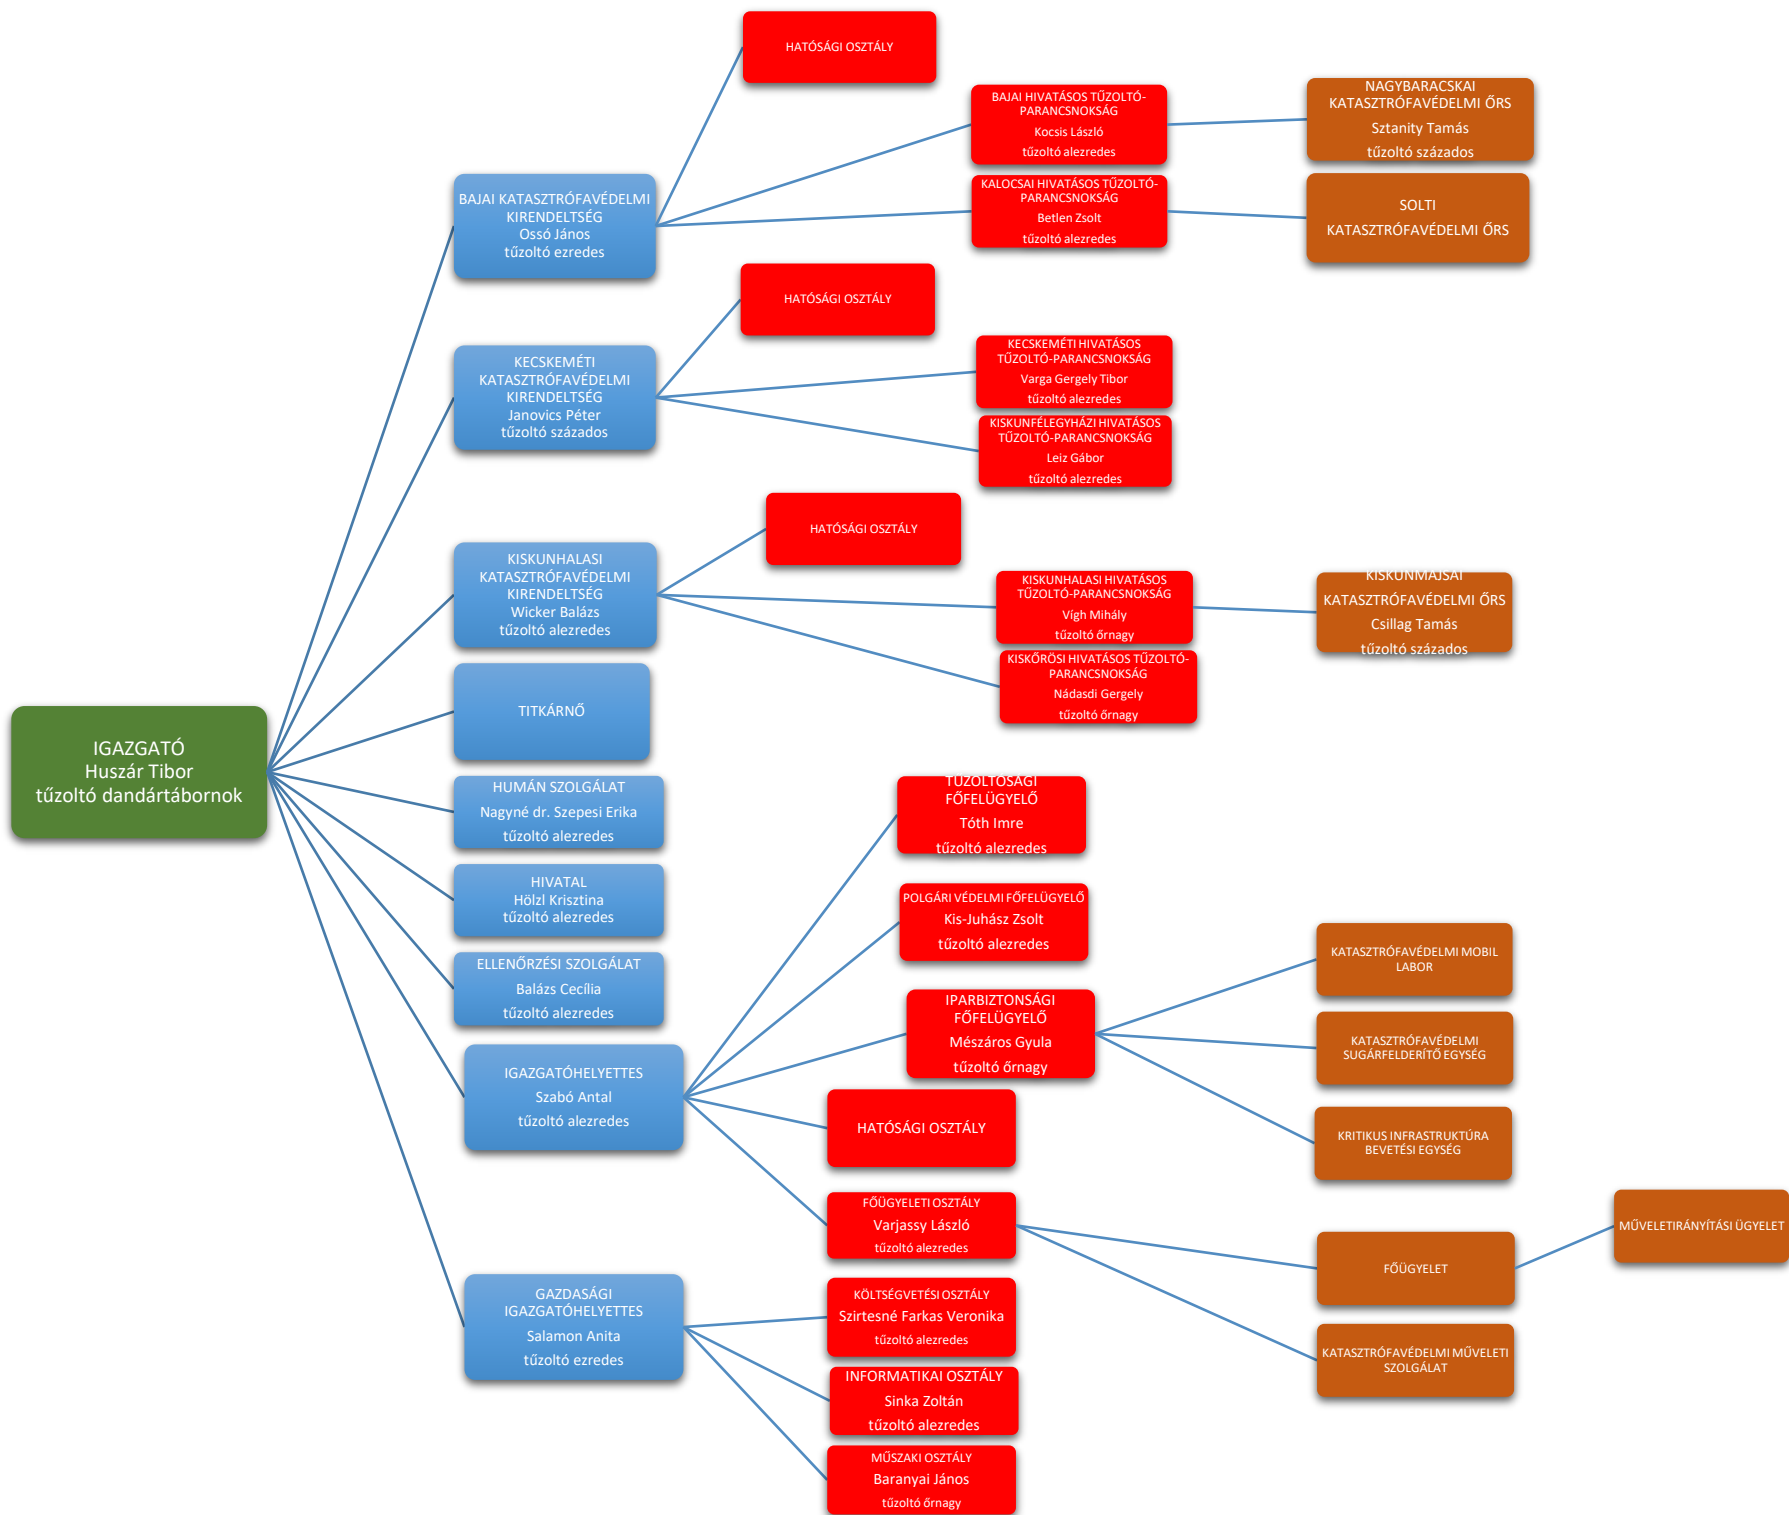 IGAZGATÓ
Huszár Tibor
tűzoltó dandártábornok
BAJAI KATASZTRÓFAVÉDELMI
KIRENDELTSÉG
Ossó János
tűzoltó ezredes
HATÓSÁGI OSZTÁLY
BAJAI HIVATÁSOS TŰZOLTÓ-
PARANCSNOKSÁG
Kocsis László
tűzoltó alezredes
NAGYBARACSKAI
KATASZTRÓFAVÉDELMI ŐRS
Sztanity Tamás
tűzoltó százados
KALOCSAI HIVATÁSOS TŰZOLTÓ-
PARANCSNOKSÁG
Betlen Zsolt
tűzoltó alezredes
SOLTI
KATASZTRÓFAVÉDELMI ŐRS
KECSKEMÉTI
KATASZTRÓFAVÉDELMI
KIRENDELTSÉG
Janovics Péter
tűzoltó százados
HATÓSÁGI OSZTÁLY
KECSKEMÉTI HIVATÁSOS
TŰZOLTÓ-PARANCSNOKSÁG
Varga Gergely Tibor
tűzoltó alezredes
KISKUNFÉLEGYHÁZI HIVATÁSOS
TŰZOLTÓ-PARANCSNOKSÁG
Leiz Gábor
tűzoltó alezredes
KISKUNHALASI
KATASZTRÓFAVÉDELMI
KIRENDELTSÉG
Wicker Balázs
tűzoltó alezredes
HATÓSÁGI OSZTÁLY
KISKUNHALASI HIVATÁSOS
TŰZOLTÓ-PARANCSNOKSÁG
Vígh Mihály
tűzoltó őrnagy
KISKUNMAJSAI
KATASZTRÓFAVÉDELMI ŐRS
Csillag Tamás
tűzoltó százados
KISKŐRÖSI HIVATÁSOS TŰZOLTÓ-
PARANCSNOKSÁG
Nádasdi Gergely
tűzoltó őrnagy
TITKÁRNŐ
HUMÁN SZOLGÁLAT
Nagyné dr. Szepesi Erika
tűzoltó alezredes
HIVATAL
Hölzl Krisztina
tűzoltó alezredes
ELLENŐRZÉSI SZOLGÁLAT
Balázs Cecília
tűzoltó alezredes
IGAZGATÓHELYETTES
Szabó Antal
tűzoltó alezredes
TŰZOLTÓSÁGI
FŐFELÜGYELŐ
Tóth Imre
tűzoltó alezredes
POLGÁRI VÉDELMI FŐFELÜGYELŐ
Kis-Juhász Zsolt
tűzoltó alezredes
IPARBIZTONSÁGI
FŐFELÜGYELŐ
Mészáros Gyula
tűzoltó őrnagy
KATASZTRÓFAVÉDELMI MOBIL
LABOR
KATASZTRÓFAVÉDELMI
SUGÁRFELDERÍTŐ EGYSÉG
KRITIKUS INFRASTRUKTÚRA
BEVETÉSI EGYSÉG
HATÓSÁGI OSZTÁLY
FŐÜGYELETI OSZTÁLY
Varjassy László
tűzoltó alezredes
FŐÜGYELET
MŰVELETIRÁNYÍTÁSI ÜGYELET
KATASZTRÓFAVÉDELMI MŰVELETI
SZOLGÁLAT
GAZDASÁGI
IGAZGATÓHELYETTES
Salamon Anita
tűzoltó ezredes
KÖLTSÉGVETÉSI OSZTÁLY
Szirtesné Farkas Veronika
tűzoltó alezredes
INFORMATIKAI OSZTÁLY
Sinka Zoltán
tűzoltó alezredes
MŰSZAKI OSZTÁLY
Baranyai János
tűzoltó őrnagy